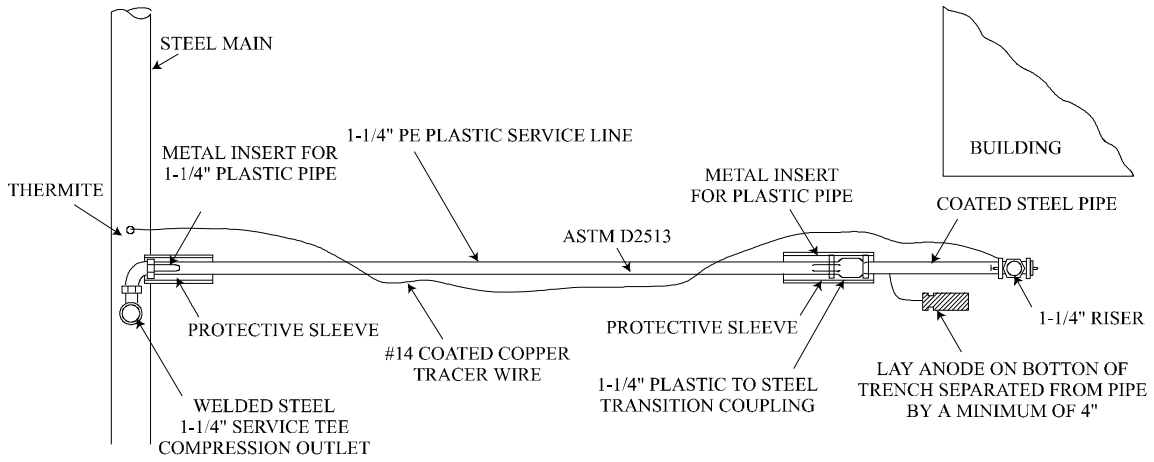 STEEL MAIN
1-1/4" PE PLASTIC SERVICE LINE
METAL INSERT FOR
1-1/4" PLASTIC PIPE
THERMITE
BUILDING
METAL INSERT
FOR PLASTIC PIPE
COATED STEEL PIPE
ASTM D2513
PROTECTIVE SLEEVE
#14 COATED COPPER
TRACER WIRE
PROTECTIVE SLEEVE
1-1/4" RISER
1-1/4" PLASTIC TO STEEL
TRANSITION COUPLING
LAY ANODE ON BOTTON OF
TRENCH SEPARATED FROM PIPE
BY A MINIMUM OF 4"
WELDED STEEL
1-1/4" SERVICE TEE
COMPRESSION OUTLET